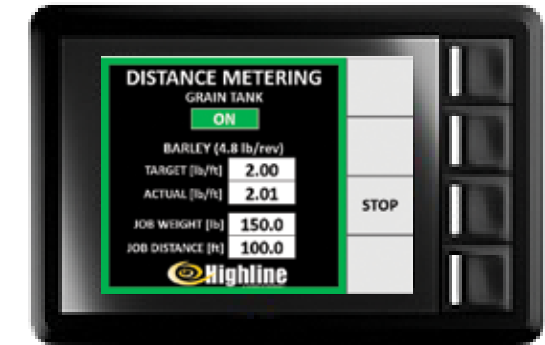 DISTANCE METERING
GRAIN TANK
ON
BARLEY (4.8 lb/rev)
TARGET [lb/ft] 2.00
ACTUAL [lb/ft] 2.01
STOP
JOB WEIGHT [lb] 150.0
JOB DISTANCE [ft] 100.0
Highline